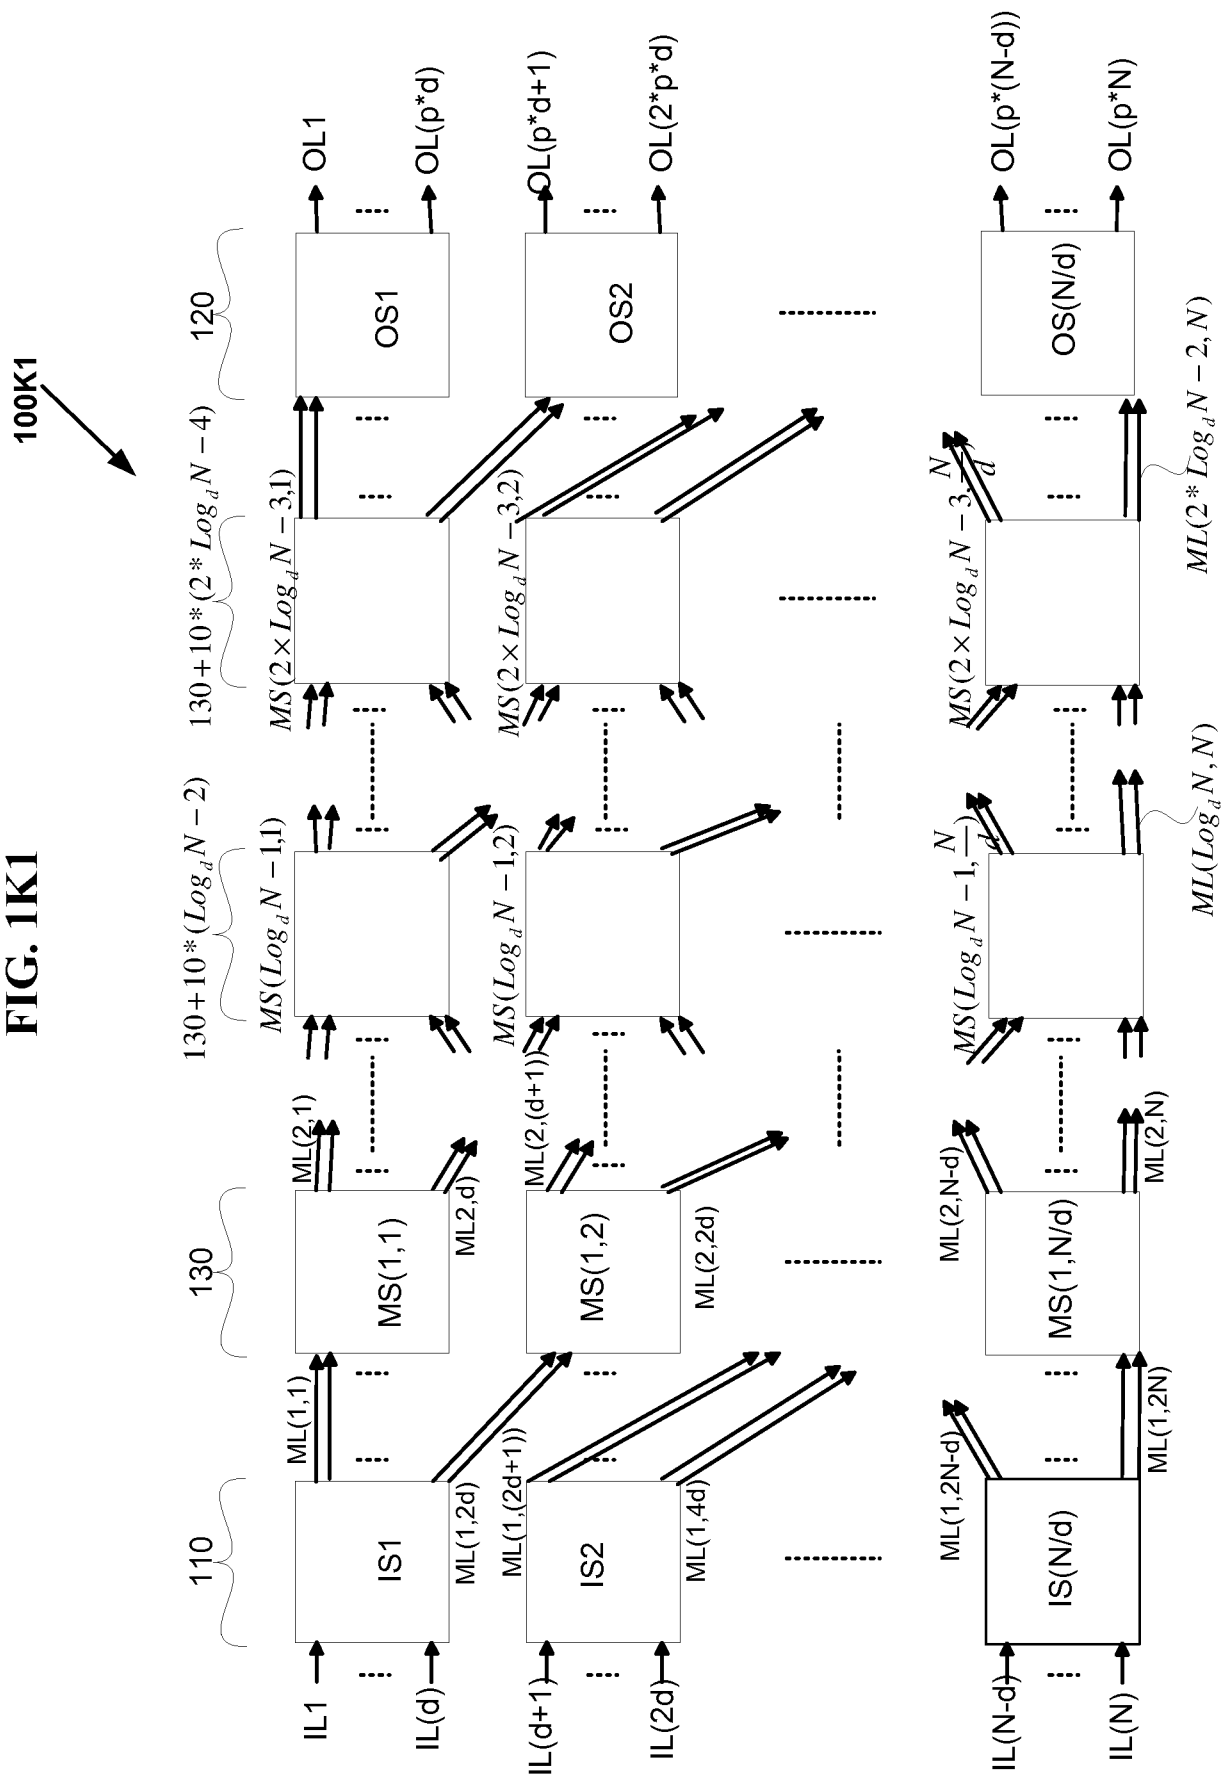 FIG. 1K1
100K1
110
130
130+10*(Log_d N−2)
130+10*(2*Log_d N−4)
120
IL1
IL(d)
IS1
ML(1,1)
ML(1,2d)
MS(1,1)
ML(2,1)
ML2,d)
MS(Log_d N−1,1)
MS(2×Log_d N−3,1)
OS1
OL1
OL(p*d)
IL(d+1)
IL(2d)
IS2
ML(1,(2d+1))
ML(1,4d)
MS(1,2)
ML(2,(d+1))
ML(2,2d)
MS(Log_d N−1,2)
MS(2×Log_d N−3,2)
OS2
OL(p*d+1)
OL(2*p*d)
IL(N-d)
IL(N)
IS(N/d)
ML(1,2N-d)
ML(1,2N)
MS(1,N/d)
ML(2,N-d)
ML(2,N)
MS(Log_d N−1,N/d)
ML(Log_d N,N)
MS(2×Log_d N−3,N/d)
ML(2*Log_d N−2,N)
OS(N/d)
OL(p*(N-d))
OL(p*N)